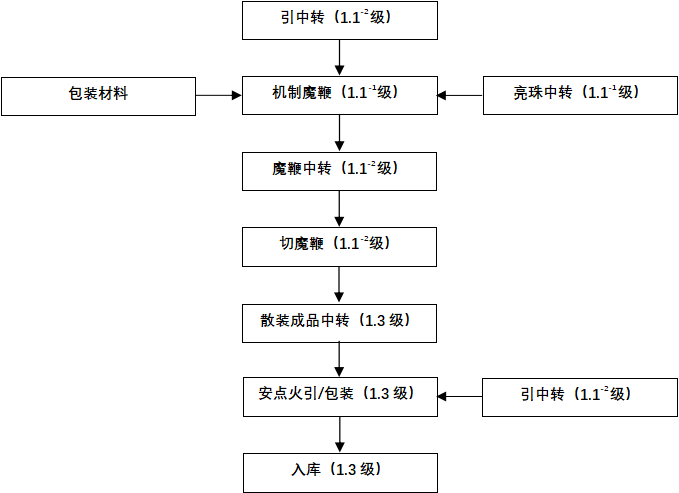 引中转（1.1⁻²级）
包装材料
机制魔鞭（1.1⁻¹级）
亮珠中转（1.1⁻¹级）
魔鞭中转（1.1⁻²级）
切魔鞭（1.1⁻²级）
散装成品中转（1.3 级）
安点火引/包装（1.3 级）
引中转（1.1⁻²级）
入库（1.3 级）